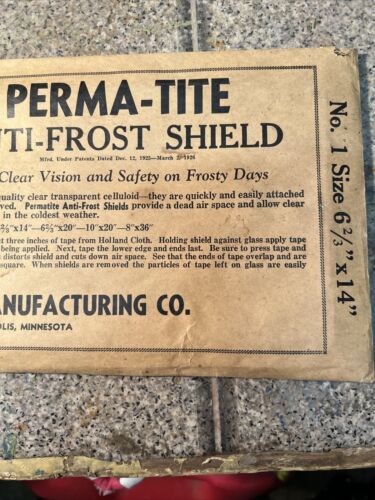 PERMA-TITE
NTI-FROST SHIELD
Mfrd. Under Patents Dated Dec. 12, 1925—March 2, 1926
Clear Vision and Safety on Frosty Days
quality clear transparent celluloid—they are quickly and easily attached
ved. Permatite Anti-Frost Shields provide a dead air space and allow clear
in the coldest weather.
⅔"x14"—6⅔"x20"—10"x20"—8"x36"
ct three inches of tape from Holland Cloth. Holding shield against glass apply tape
being applied. Next, tape the lower edge and ends last. Be sure to press tape and
distorts shield and cuts down air space. See that the ends of tape overlap and are
square. When shields are removed the particles of tape left on glass are easily
ANUFACTURING CO.
OLIS, MINNESOTA
No. 1 Size 6⅔"x14"